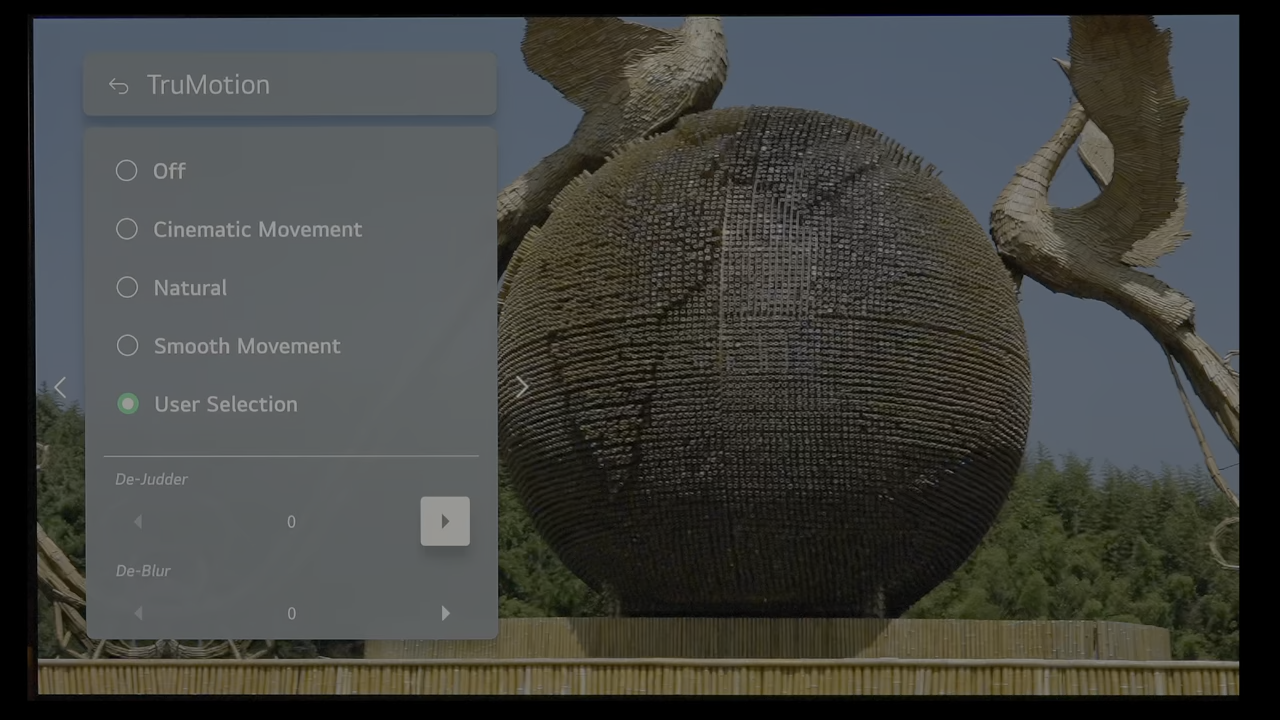 TruMotion
Off
Cinematic Movement
Natural
Smooth Movement
User Selection
De-Judder
0
De-Blur
0